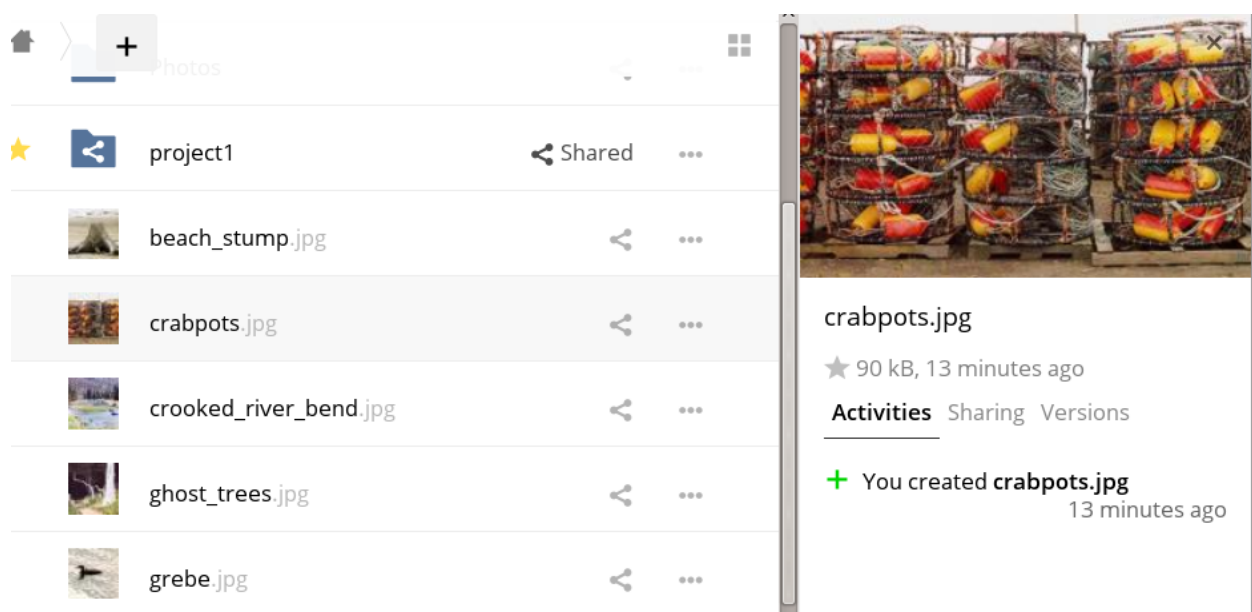 Photos
project1 Shared
beach_stump.jpg
crabpots.jpg
crooked_river_bend.jpg
ghost_trees.jpg
grebe.jpg
crabpots.jpg
90 kB, 13 minutes ago
Activities Sharing Versions
You created crabpots.jpg
13 minutes ago